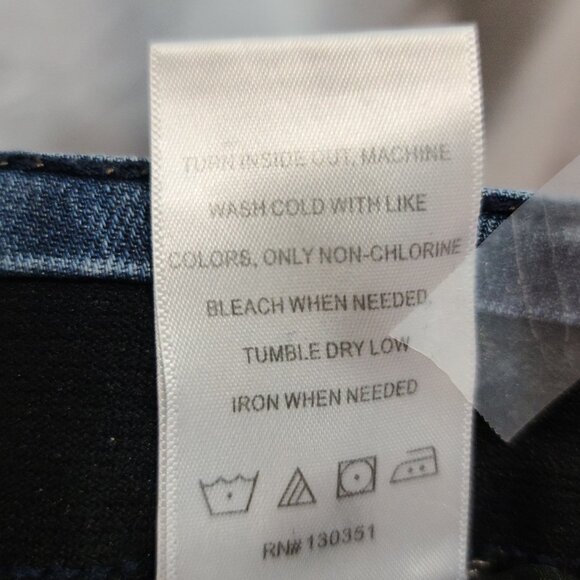 TURN INSIDE OUT, MACHINE
WASH COLD WITH LIKE
COLORS, ONLY NON-CHLORINE
BLEACH WHEN NEEDED,
TUMBLE DRY LOW
IRON WHEN NEEDED
RN# 130351